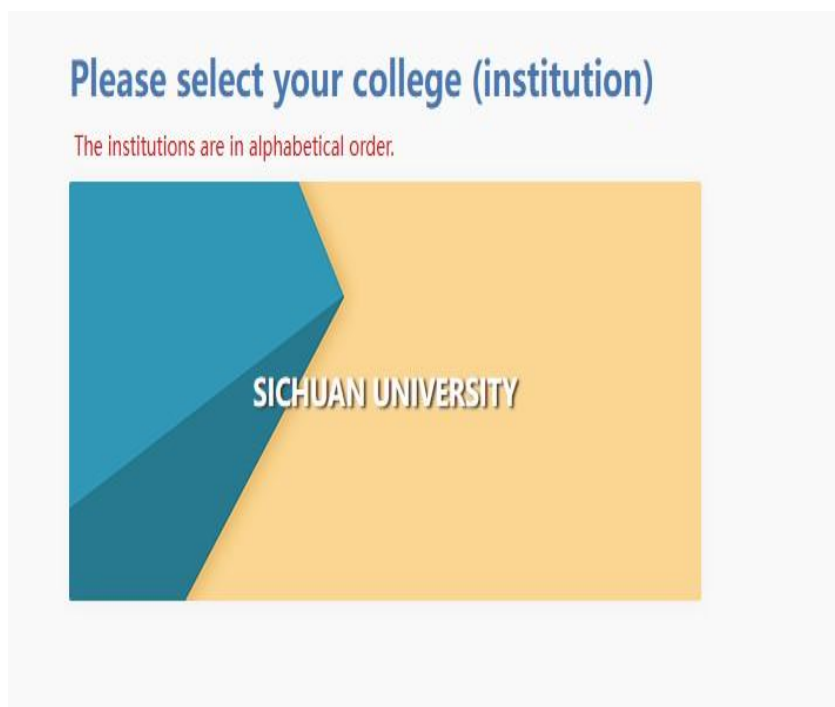 Please select your college (institution)
The institutions are in alphabetical order.
SICHUAN UNIVERSITY